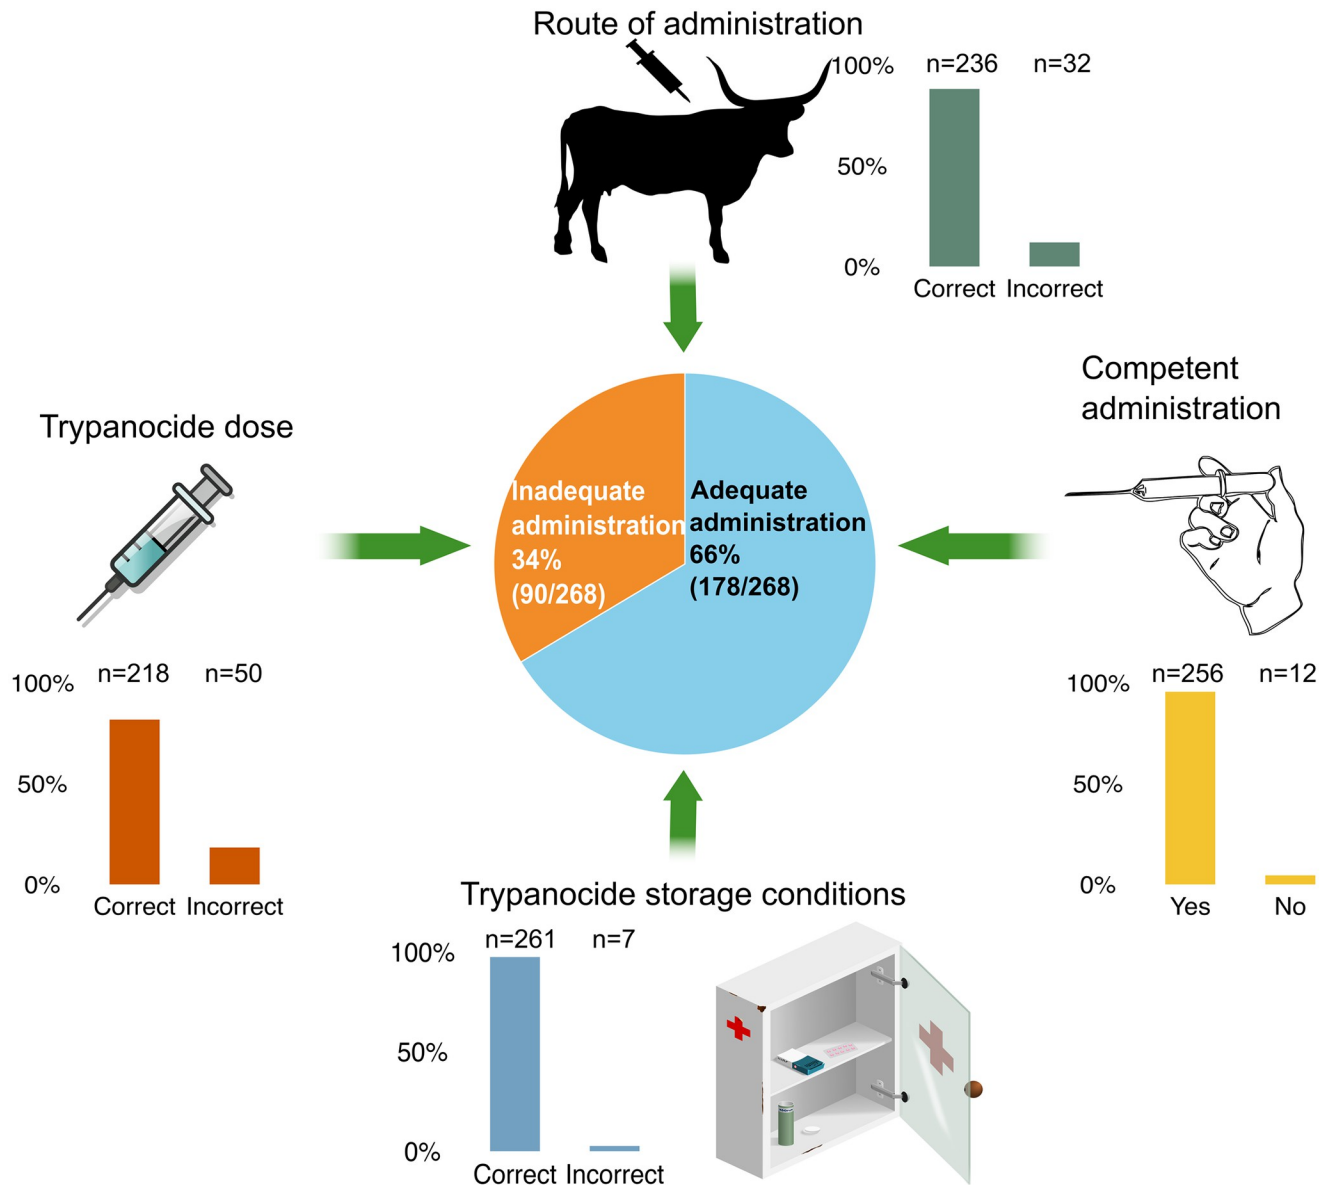 Route of administration
100%
n=236
n=32
50%
0%
Correct
Incorrect
Competent
administration
Trypanocide dose
Inadequate
administration
34%
(90/268)
Adequate
administration
66%
(178/268)
100%
n=218
n=50
50%
0%
Correct
Incorrect
100%
n=256
n=12
50%
0%
Yes
No
Trypanocide storage conditions
100%
n=261
n=7
50%
0%
Correct
Incorrect